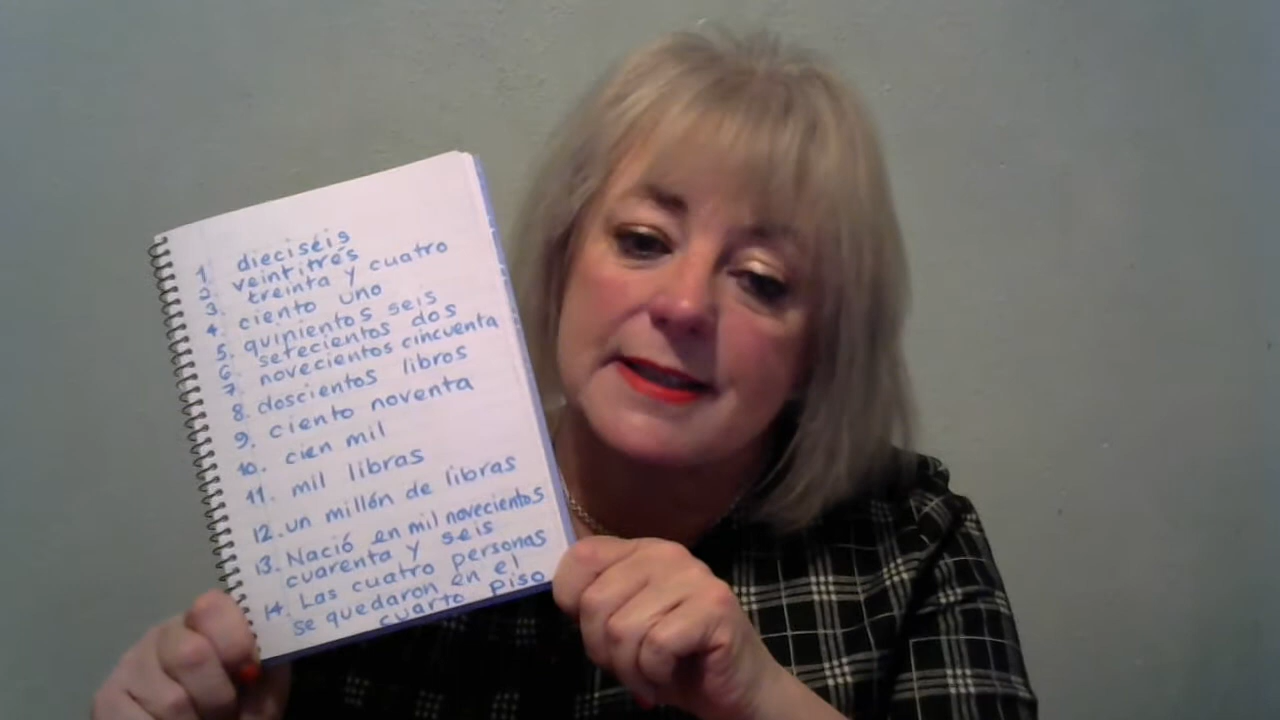 1 dieciséis
2 veintitrés
3. treinta y cuatro
4. ciento uno
5. quinientos seis
6. setecientos dos
7. novecientos cincuenta
8. doscientos libros
9. ciento noventa
10. cien mil
11. mil libras
12. un millón de libras
13. Nació en mil novecientos
cuarenta y seis
14. Las cuatro personas
se quedaron en el
cuarto piso